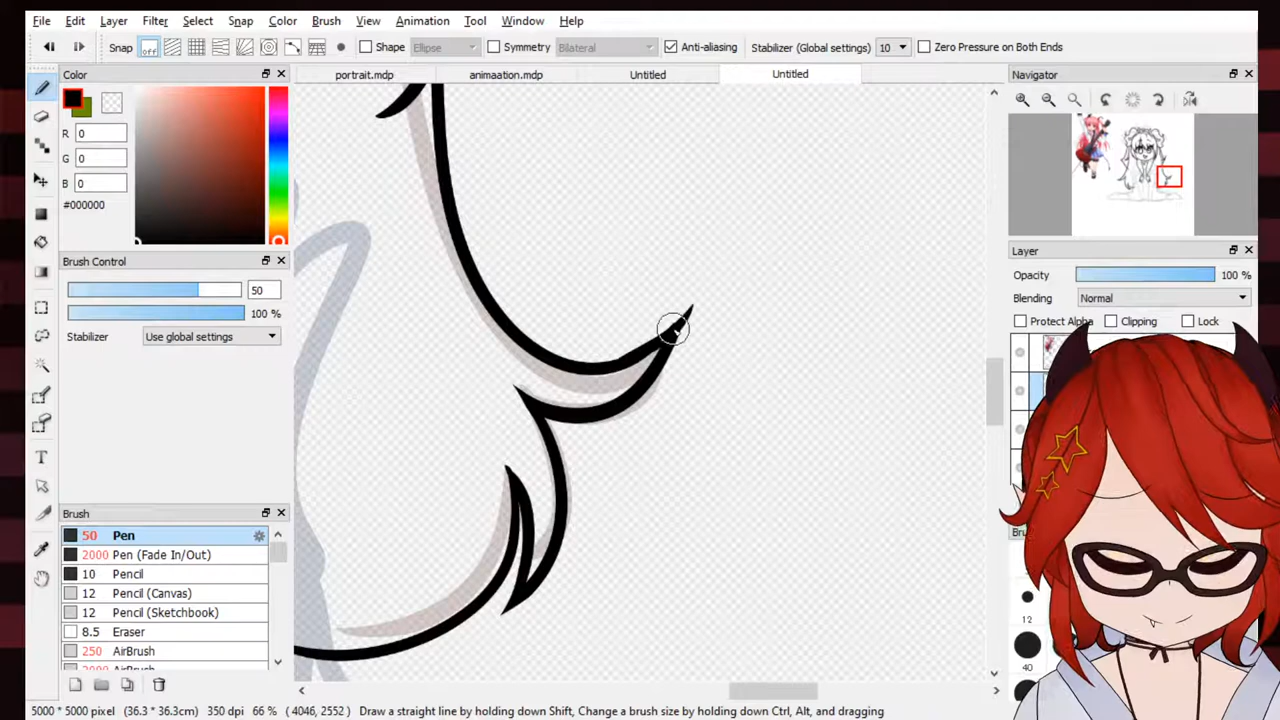 File Edit Layer Filter Select Snap Color Brush View Animation Tool Window Help
Snap off Shape Ellipse Symmetry Bilateral Anti-aliasing Stabilizer (Global settings) 10 Zero Pressure on Both Ends
Color
portrait.mdp animaation.mdp Untitled Untitled
Navigator
R 0
G 0
B 0
#000000
Brush Control
50
100 %
Stabilizer Use global settings
Layer
Opacity 100 %
Blending Normal
Protect Alpha Clipping Lock
Brush
50 Pen
2000 Pen (Fade In/Out)
10 Pencil
12 Pencil (Canvas)
12 Pencil (Sketchbook)
8.5 Eraser
250 AirBrush
2000 AirBrush
12
40
5000 * 5000 pixel (36.3 * 36.3cm) 350 dpi 66 % ( 4046, 2552 ) Draw a straight line by holding down Shift, Change a brush size by holding down Ctrl, Alt, and dragging